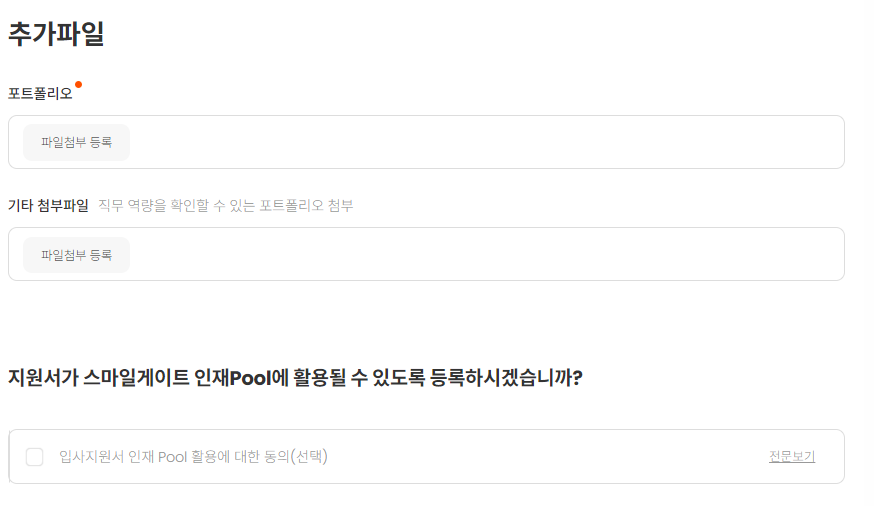 추가파일
포트폴리오
파일첨부 등록
기타 첨부파일 직무 역량을 확인할 수 있는 포트폴리오 첨부
파일첨부 등록
지원서가 스마일게이트 인재Pool에 활용될 수 있도록 등록하시겠습니까?
입사지원서 인재 Pool 활용에 대한 동의(선택) 전문보기